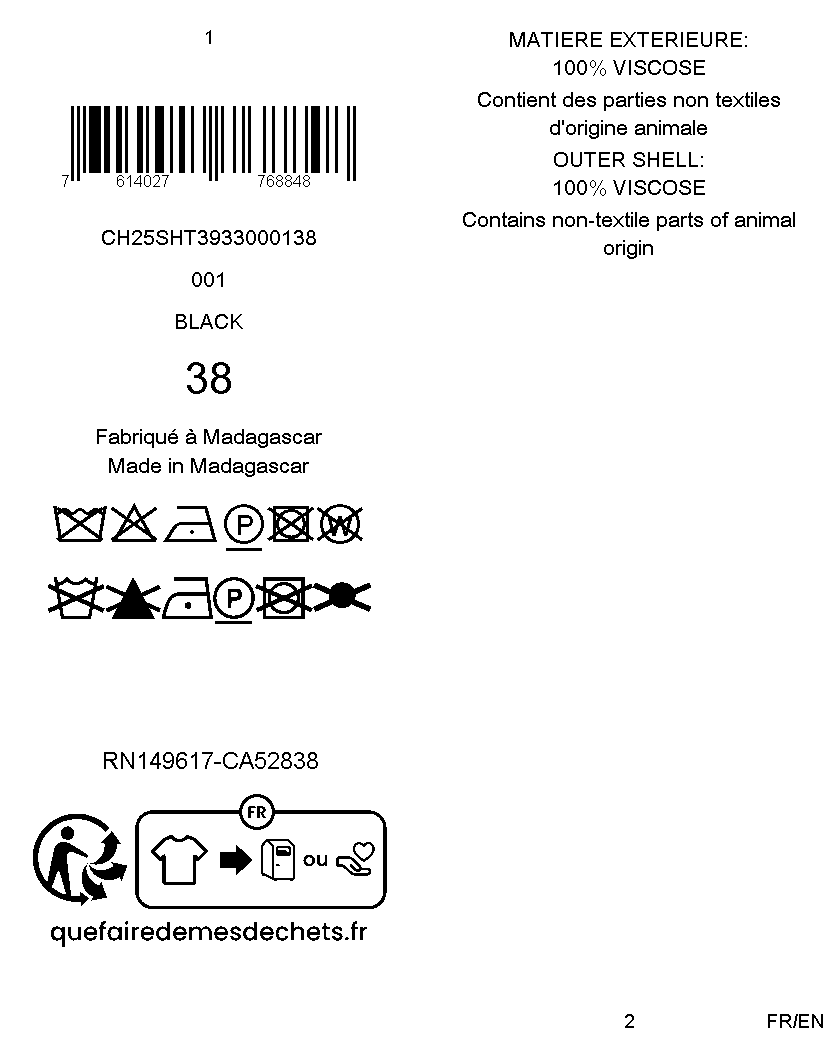 1
7 614027 768848
CH25SHT3933000138
001
BLACK
38
Fabriqué à Madagascar
Made in Madagascar
P W
P
RN149617-CA52838
FR
ou
quefairedemesdechets.fr
MATIERE EXTERIEURE:
100% VISCOSE
Contient des parties non textiles
d'origine animale
OUTER SHELL:
100% VISCOSE
Contains non-textile parts of animal
origin
2 FR/EN